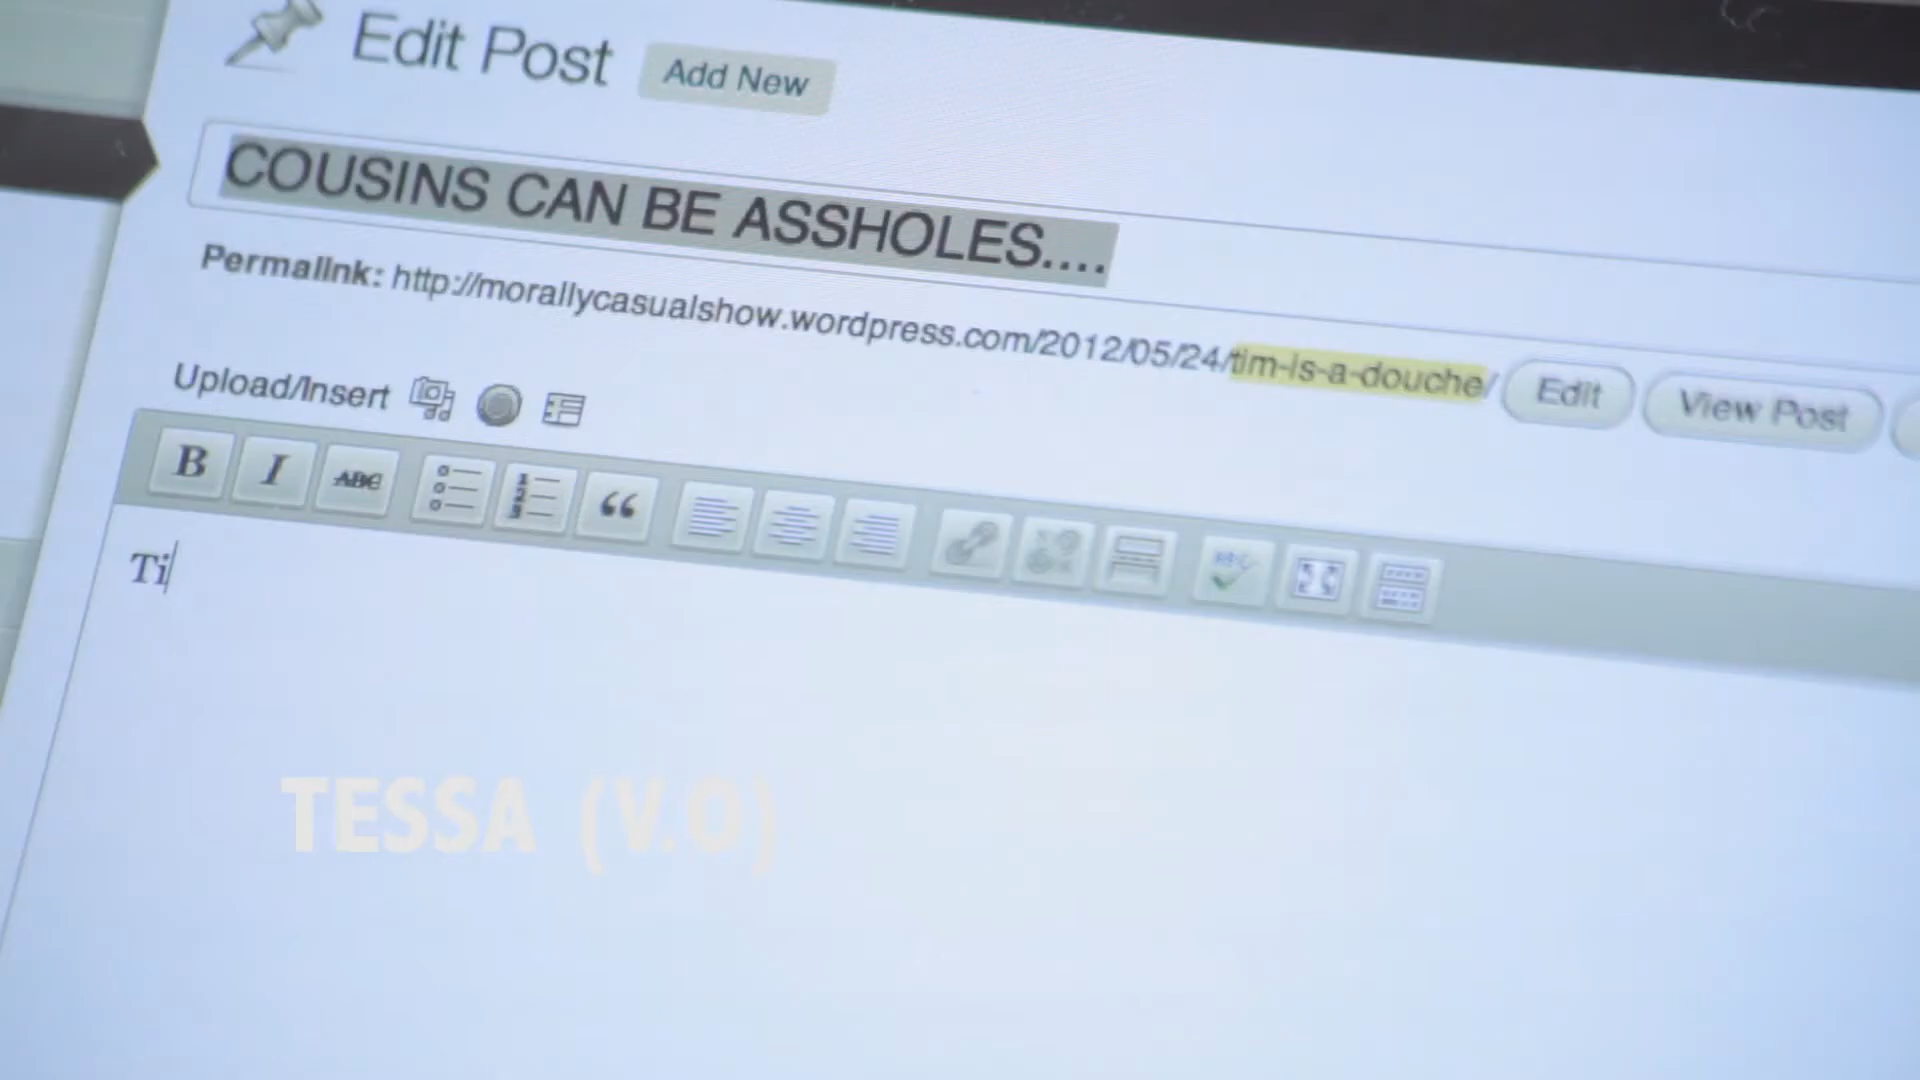 Edit Post Add New
COUSINS CAN BE ASSHOLES....
Permalink: http://morallycasualshow.wordpress.com/2012/05/24/tim-is-a-douche/ Edit View Post
Upload/Insert
B I ABC ABC
Ti
TESSA (V.O)